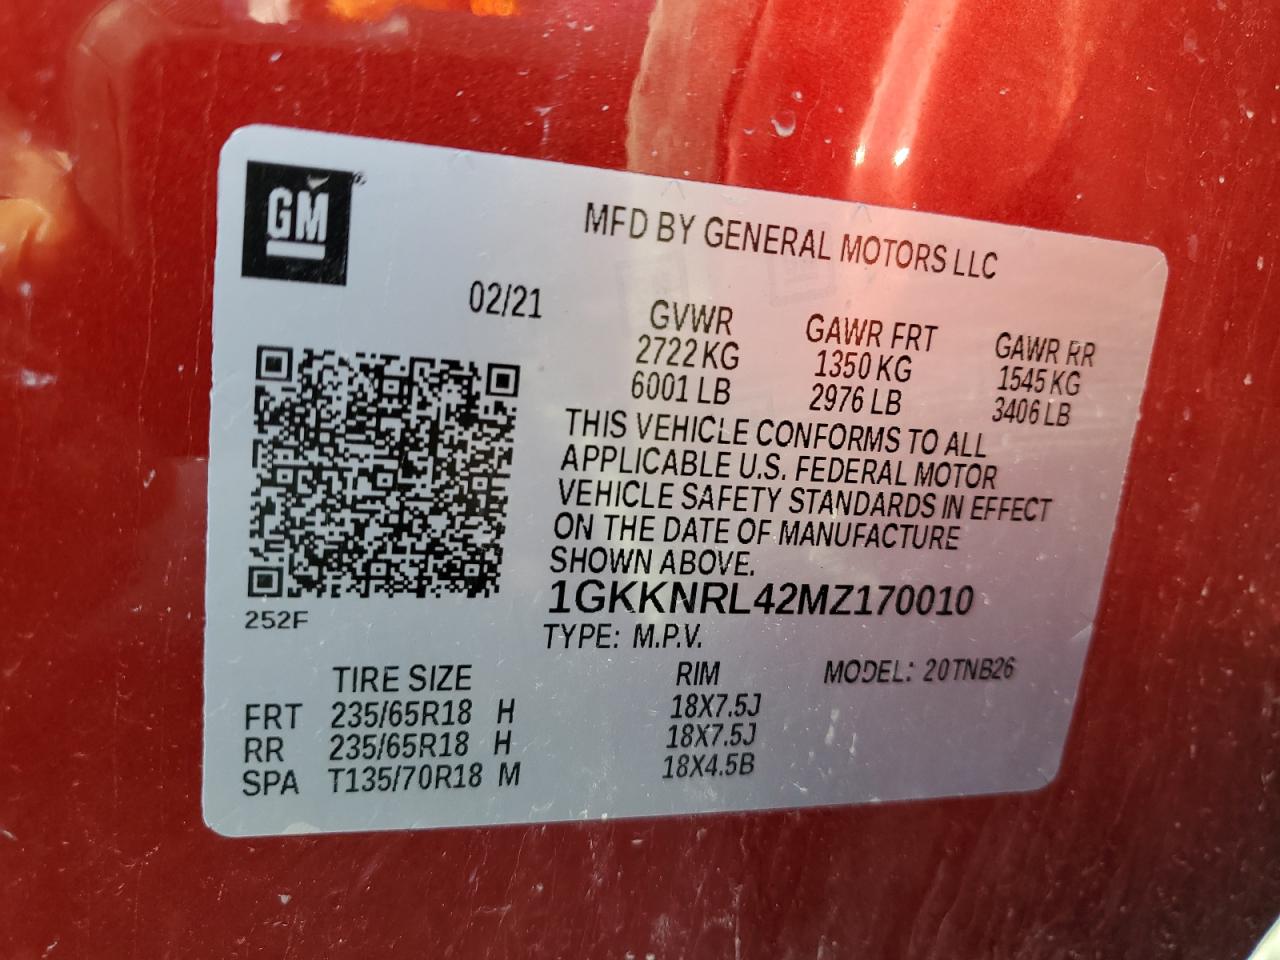 GM
MFD BY GENERAL MOTORS LLC
02/21 GVWR GAWR FRT GAWR RR
2722 KG 1350 KG 1545 KG
6001 LB 2976 LB 3406 LB
THIS VEHICLE CONFORMS TO ALL
APPLICABLE U.S. FEDERAL MOTOR
VEHICLE SAFETY STANDARDS IN EFFECT
ON THE DATE OF MANUFACTURE
SHOWN ABOVE.
1GKKNRL42MZ170010
252F
TYPE: M.P.V.
TIRE SIZE RIM MODEL: 20TNB26
FRT 235/65R18 H 18X7.5J
RR 235/65R18 H 18X7.5J
SPA T135/70R18 M 18X4.5B